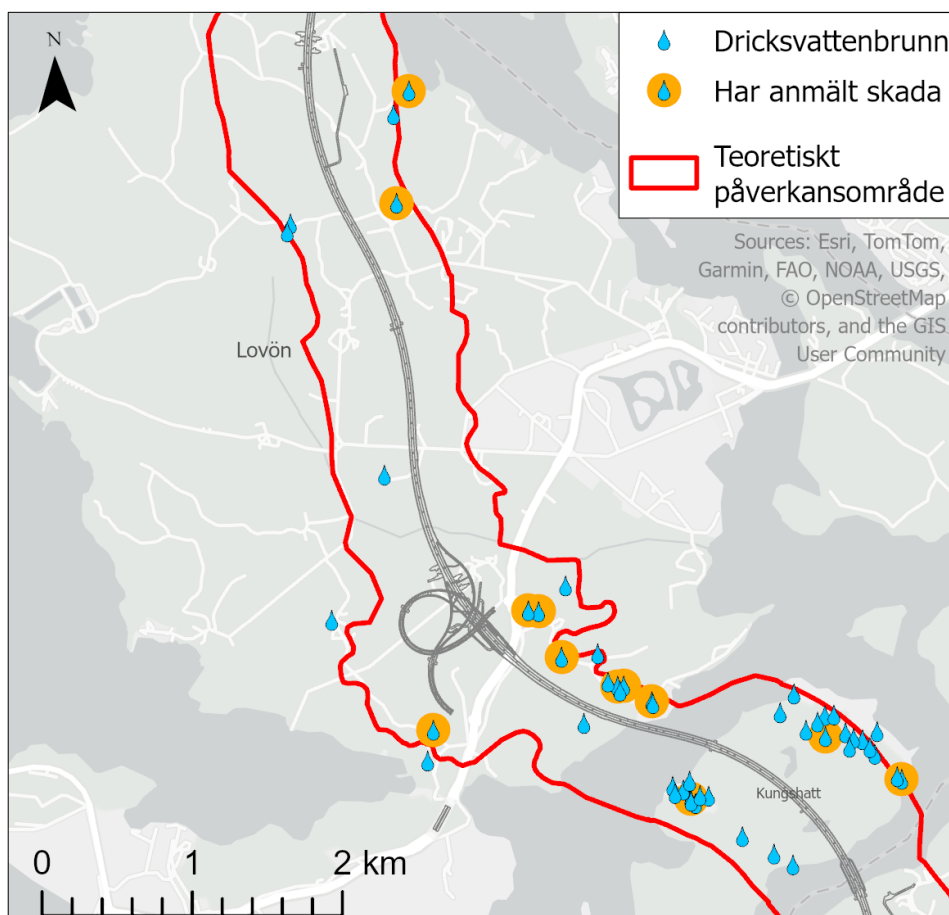 N
Dricksvattenbrunn
Har anmält skada
Teoretiskt
påverkansområde
Sources: Esri, TomTom,
Garmin, FAO, NOAA, USGS,
© OpenStreetMap
contributors, and the GIS
User Community
Lovön
Kungshatt
0 1 2 km